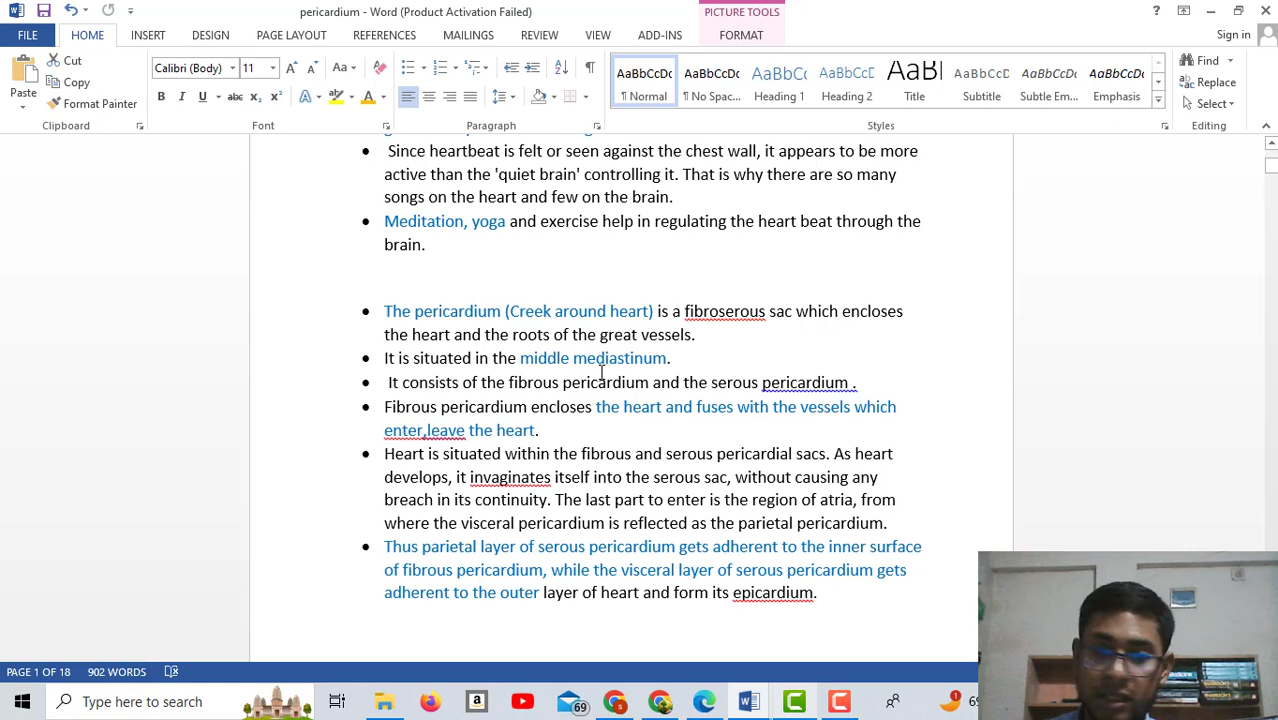 pericardium - Word (Product Activation Failed)
PICTURE TOOLS
?
FILE HOME INSERT DESIGN PAGE LAYOUT REFERENCES MAILINGS REVIEW VIEW ADD-INS FORMAT Sign in
Paste
Cut
Copy
Format Painter
Clipboard
Calibri (Body) 11
Font
Paragraph
AaBbCcDc AaBbCcDc AaBbCc AaBbCcD AaBl AaBbCcD AaBbCcDc AaBbCcDc
¶ Normal ¶ No Spac... Heading 1 Heading 2 Title Subtitle Subtle Em... Emphasis
Styles
Find
Replace
Select
Editing
• Since heartbeat is felt or seen against the chest wall, it appears to be more
active than the 'quiet brain' controlling it. That is why there are so many
songs on the heart and few on the brain.
• Meditation, yoga and exercise help in regulating the heart beat through the
brain.
• The pericardium (Creek around heart) is a fibroserous sac which encloses
the heart and the roots of the great vessels.
• It is situated in the middle mediastinum.
• It consists of the fibrous pericardium and the serous pericardium .
• Fibrous pericardium encloses the heart and fuses with the vessels which
enter,leave the heart.
• Heart is situated within the fibrous and serous pericardial sacs. As heart
develops, it invaginates itself into the serous sac, without causing any
breach in its continuity. The last part to enter is the region of atria, from
where the visceral pericardium is reflected as the parietal pericardium.
• Thus parietal layer of serous pericardium gets adherent to the inner surface
of fibrous pericardium, while the visceral layer of serous pericardium gets
adherent to the outer layer of heart and form its epicardium.
PAGE 1 OF 18 902 WORDS
Type here to search
69